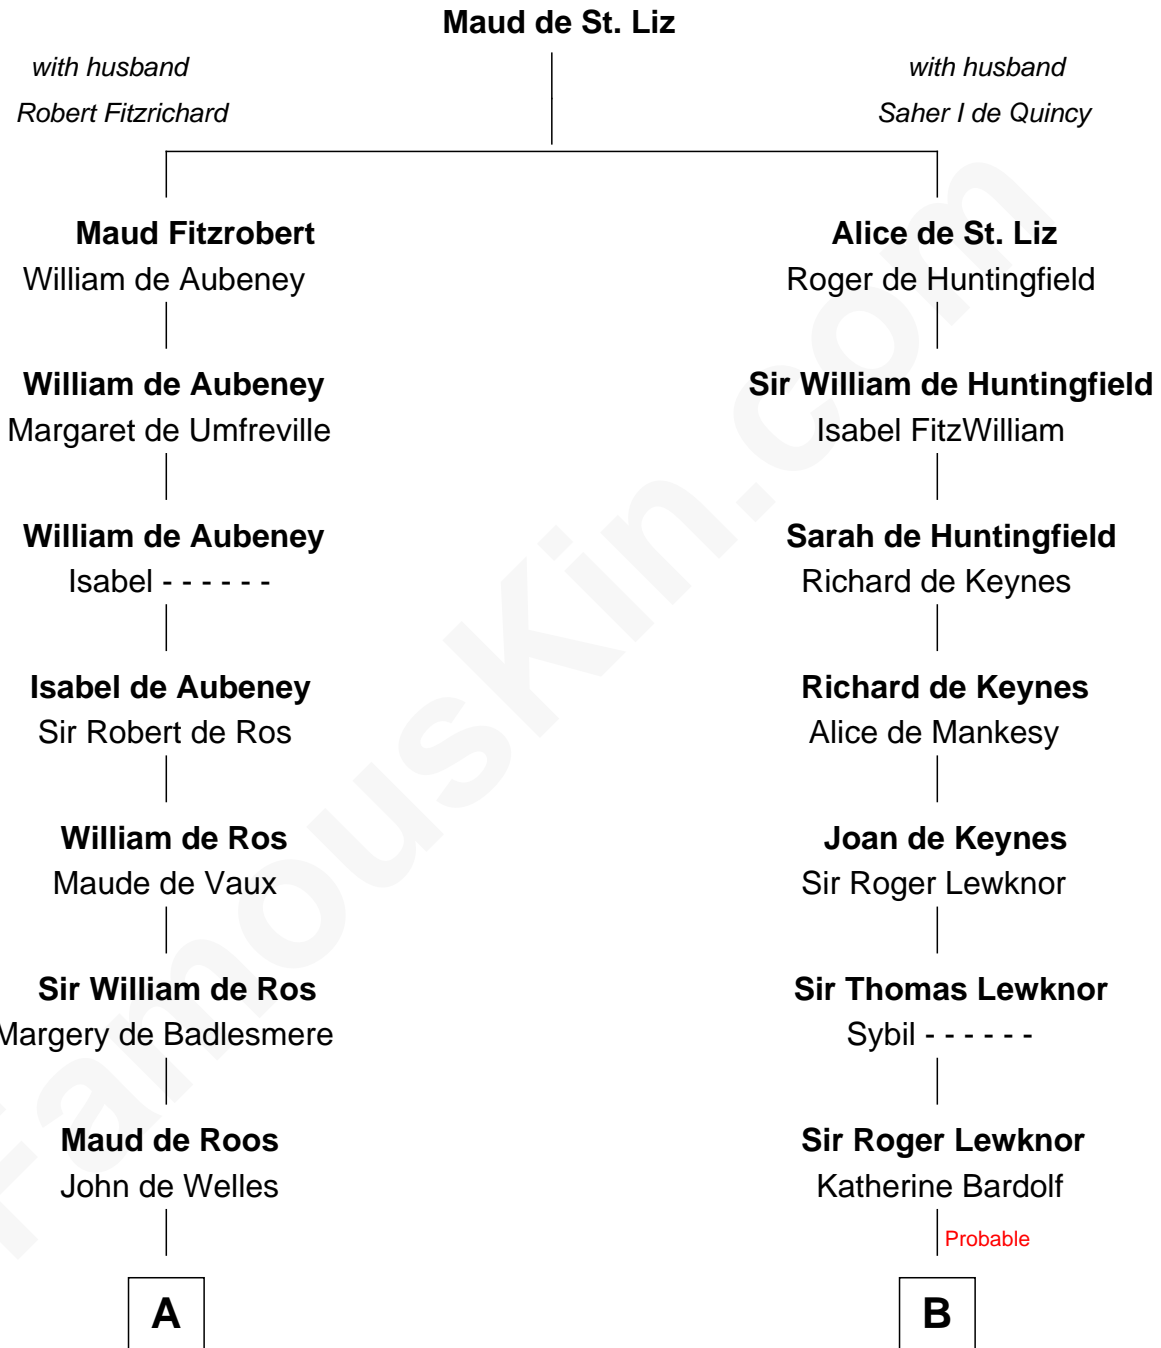 Maud de St. Liz
with husband
Robert Fitzrichard
with husband
Saher I de Quincy
Maud Fitzrobert
William de Aubeney
Alice de St. Liz
Roger de Huntingfield
William de Aubeney
Margaret de Umfreville
Sir William de Huntingfield
Isabel FitzWilliam
William de Aubeney
Isabel - - - - - -
Sarah de Huntingfield
Richard de Keynes
Isabel de Aubeney
Sir Robert de Ros
Richard de Keynes
Alice de Mankesy
William de Ros
Maude de Vaux
Joan de Keynes
Sir Roger Lewknor
Sir William de Ros
Margery de Badlesmere
Sir Thomas Lewknor
Sybil - - - - - -
Maud de Roos
John de Welles
Sir Roger Lewknor
Katherine Bardolf
Probable
A
B
FamousKin.com